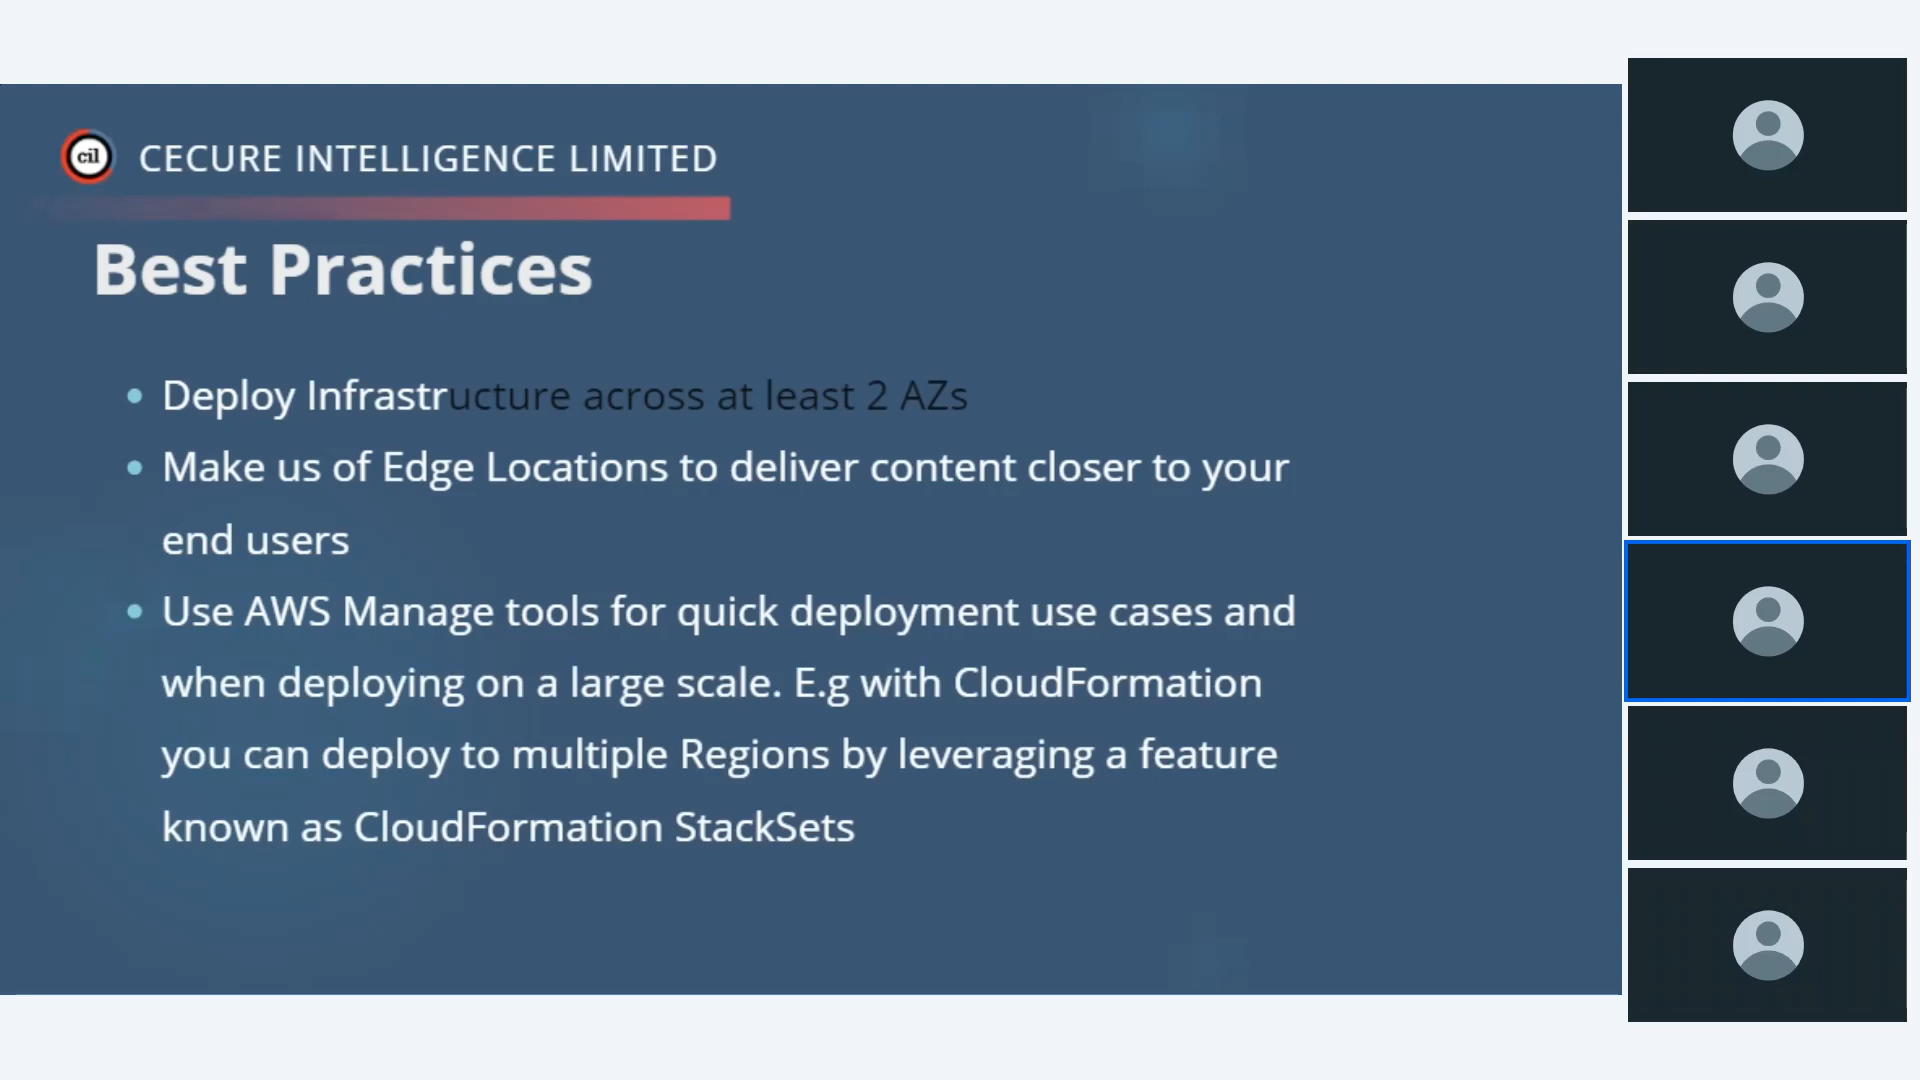 cil CECURE INTELLIGENCE LIMITED
Best Practices
• Deploy Infrastructure across at least 2 AZs
• Make us of Edge Locations to deliver content closer to your
end users
• Use AWS Manage tools for quick deployment use cases and
when deploying on a large scale. E.g with CloudFormation
you can deploy to multiple Regions by leveraging a feature
known as CloudFormation StackSets